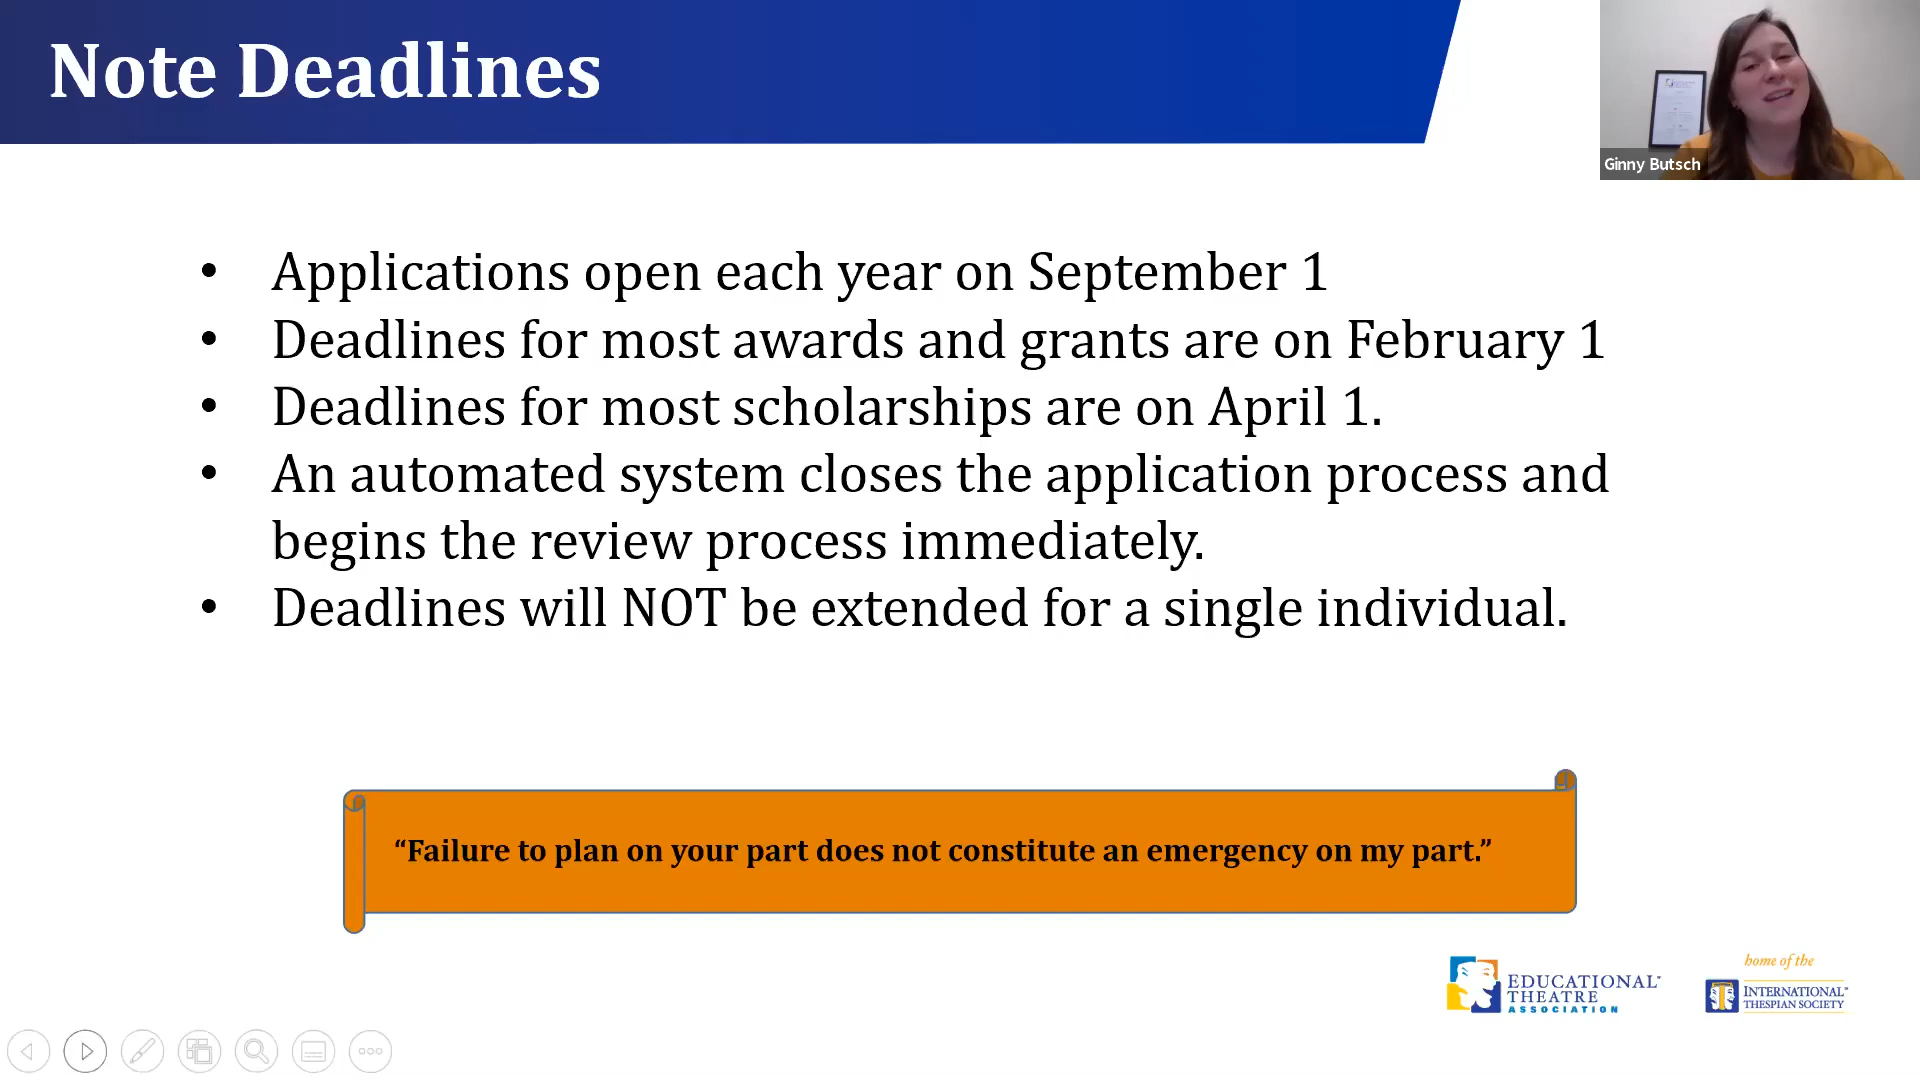 Note Deadlines
Ginny Butsch
• Applications open each year on September 1
• Deadlines for most awards and grants are on February 1
• Deadlines for most scholarships are on April 1.
• An automated system closes the application process and
begins the review process immediately.
• Deadlines will NOT be extended for a single individual.
“Failure to plan on your part does not constitute an emergency on my part.”
EDUCATIONAL
THEATRE
ASSOCIATION
home of the
INTERNATIONAL
THESPIAN SOCIETY